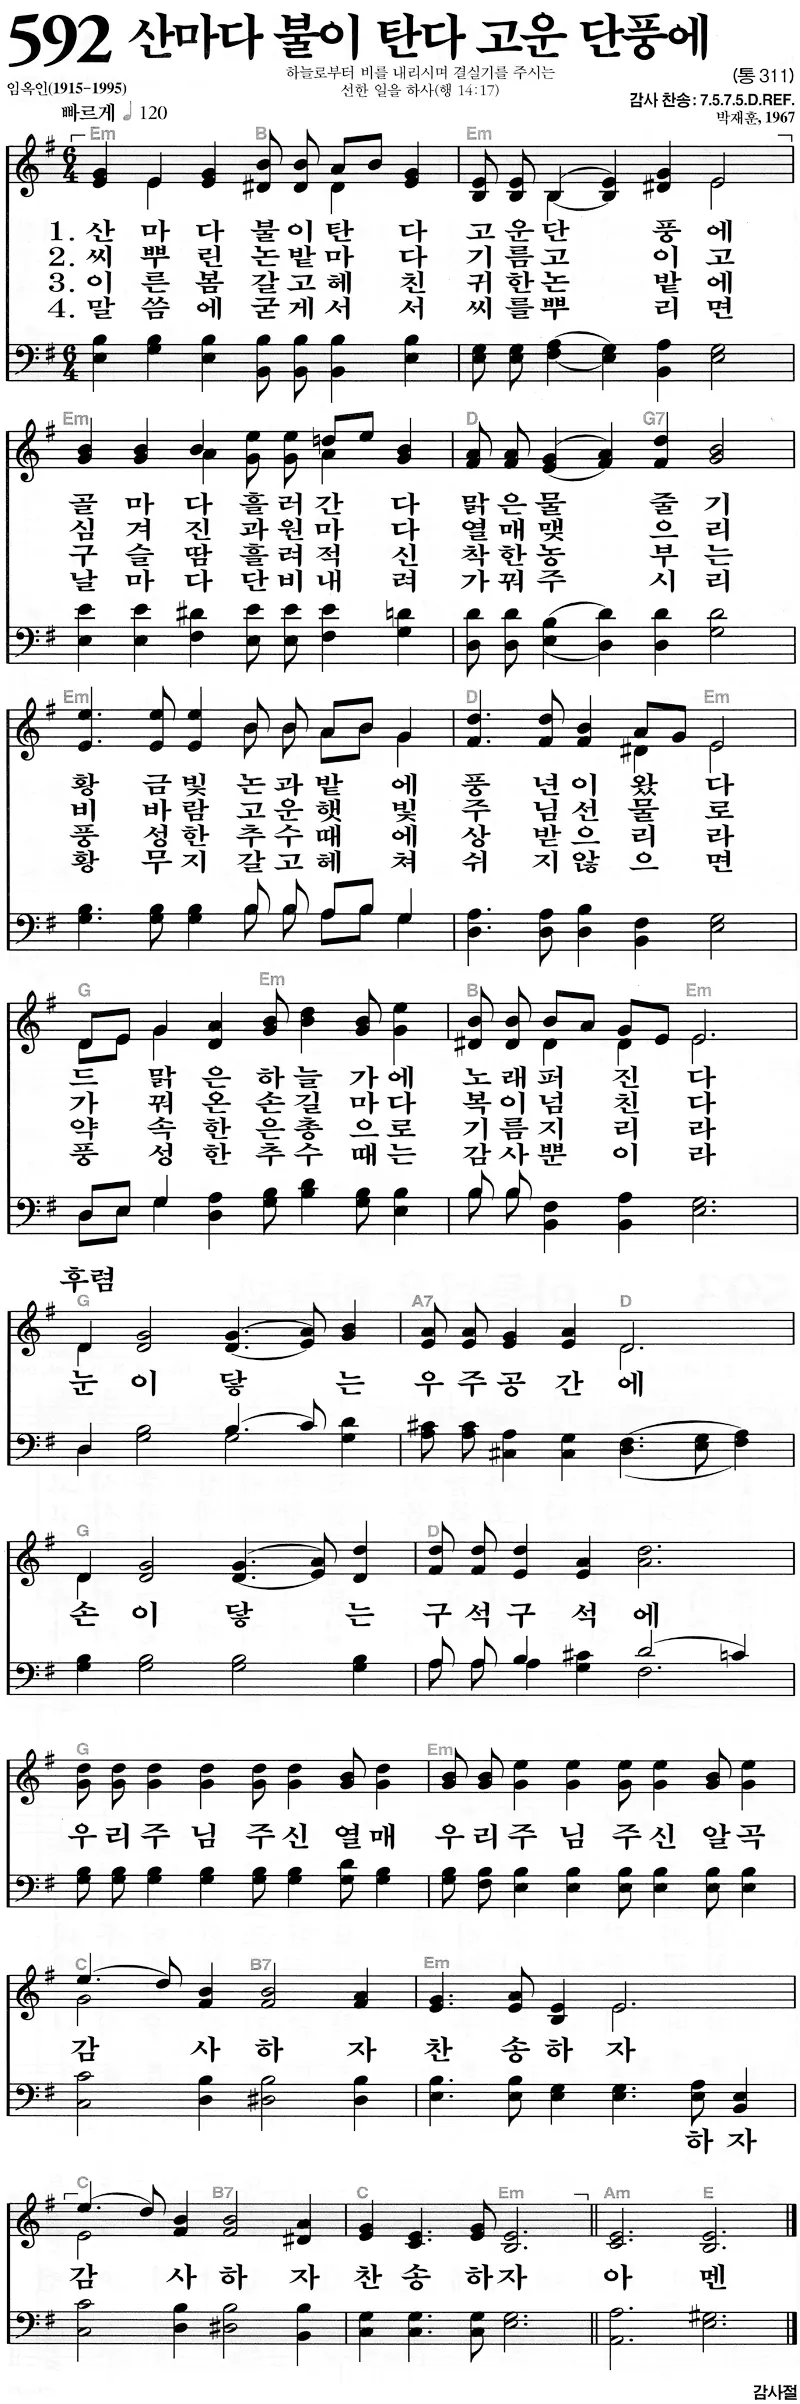 592 산마다 불이 탄다 고운 단풍에
하늘로부터 비를 내리시며 결실기를 주시는
선한 일을 하사(행 14:17)
(통 311)
임옥인(1915-1995)
감사 찬송: 7.5.7.5.D.REF.
빠르게 ♩ 120
박재훈, 1967
Em B Em
1. 산 마 다 불 이 탄 다 고 운 단 풍 에
2. 씨 뿌 린 논 밭 마 다 기 름 고 이 고
3. 이 른 봄 갈 고 헤 친 귀 한 논 밭 에
4. 말 씀 에 굳 게 서 서 씨 를 뿌 리 면
Em D G7
골 마 다 흘 러 간 다 맑 은 물 줄 기
심 겨 진 과 원 마 다 열 매 맺 으 리
구 슬 땀 흘 려 적 신 착 한 농 부 는
날 마 다 단 비 내 려 가 꿔 주 시 리
Em D Em
황 금 빛 논 과 밭 에 풍 년 이 왔 다
비 바 람 고 운 햇 빛 주 님 선 물 로
풍 성 한 추 수 때 에 상 받 으 리 라
황 무 지 갈 고 헤 쳐 쉬 지 않 으 면
G Em B Em
드 맑 은 하 늘 가 에 노 래 퍼 진 다
가 꿔 온 손 길 마 다 복 이 넘 친 다
약 속 한 은 총 으 로 기 름 지 리 라
풍 성 한 추 수 때 는 감 사 뿐 이 라
후렴
G A7 D
눈 이 닿 는 우 주 공 간 에
G D
손 이 닿 는 구 석 구 석 에
G Em
우 리 주 님 주 신 열 매 우 리 주 님 주 신 알 곡
C B7 Em
감 사 하 자 찬 송 하 자
하 자
C B7 C Em Am E
감 사 하 자 찬 송 하 자 아 멘
감사절